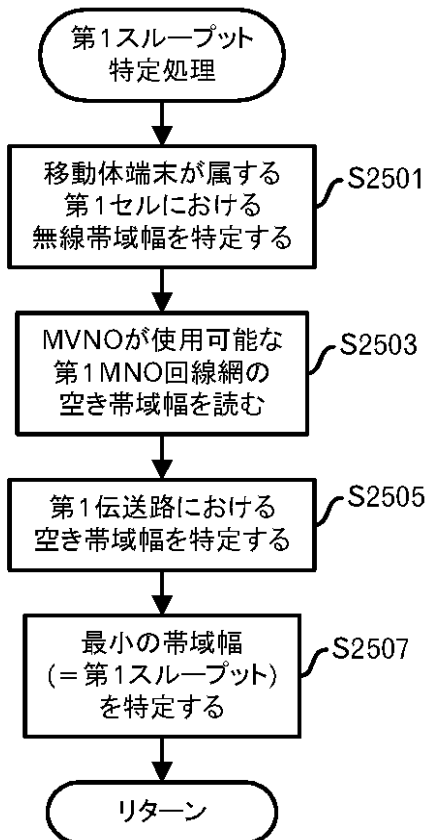 第1スループット
特定処理
移動体端末が属する
第1セルにおける
無線帯域幅を特定する
S2501
MVNOが使用可能な
第1MNO回線網の
空き帯域幅を読む
S2503
第1伝送路における
空き帯域幅を特定する
S2505
最小の帯域幅
(=第1スループット)
を特定する
S2507
リターン